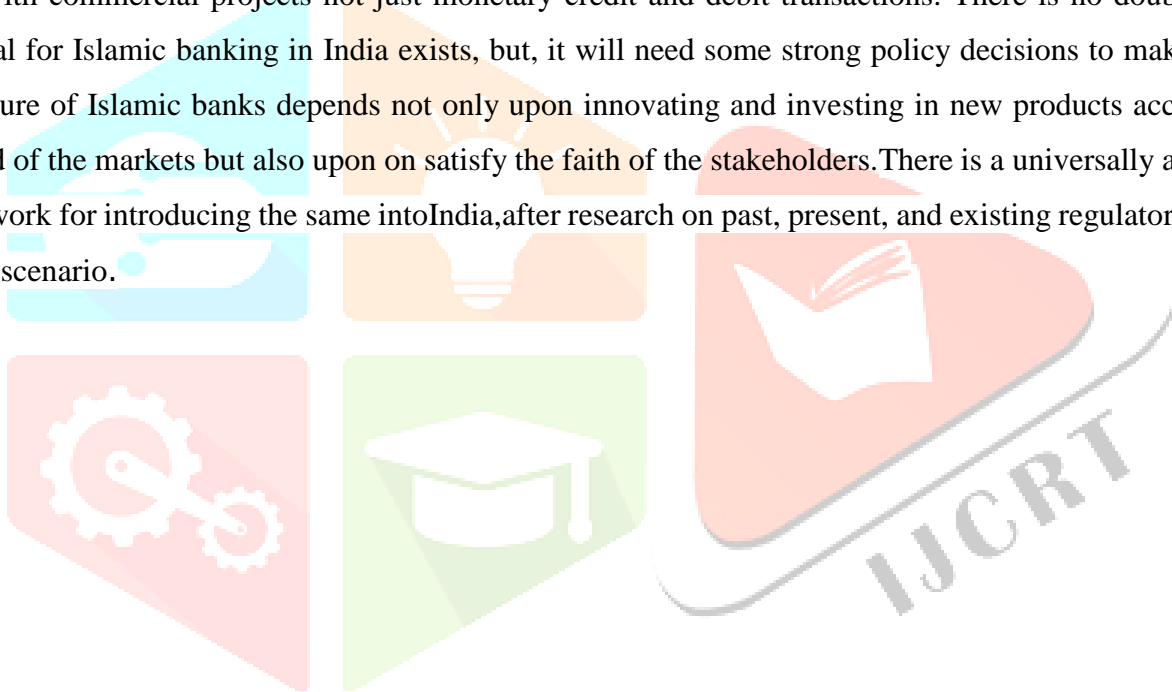 with commercial projects not just monetary credit and debit transactions. There is no doub
al for Islamic banking in India exists, but, it will need some strong policy decisions to mak
ure of Islamic banks depends not only upon innovating and investing in new products acc
d of the markets but also upon on satisfy the faith of the stakeholders.There is a universally a
work for introducing the same intoIndia,after research on past, present, and existing regulator
scenario.
IJCRT